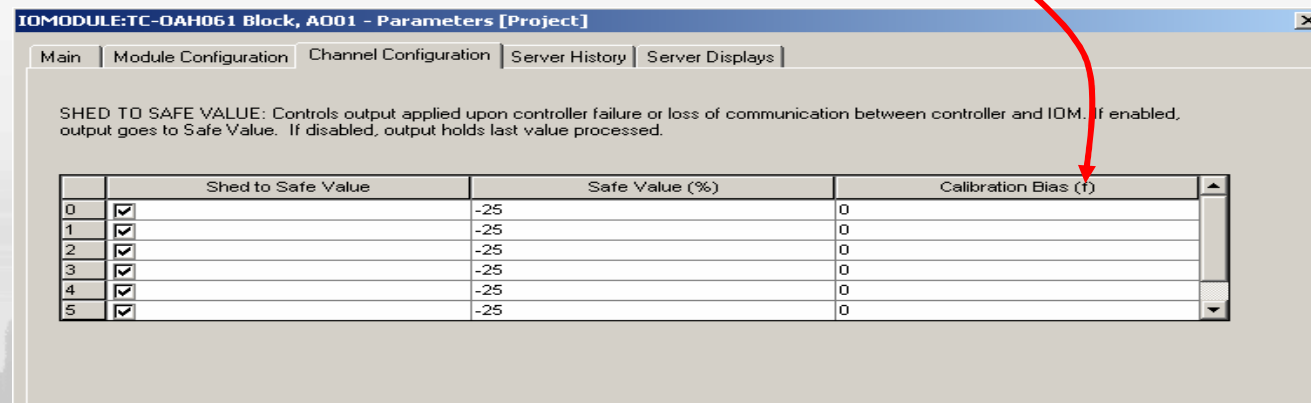 IOMODULE:TC-OAH061 Block, AO01 - Parameters [Project]
Main Module Configuration Channel Configuration Server History Server Displays
SHED TO SAFE VALUE: Controls output applied upon controller failure or loss of communication between controller and IOM. If enabled,
output goes to Safe Value. If disabled, output holds last value processed.
Shed to Safe Value Safe Value (%) Calibration Bias (f)
0 -25 0
1 -25 0
2 -25 0
3 -25 0
4 -25 0
5 -25 0